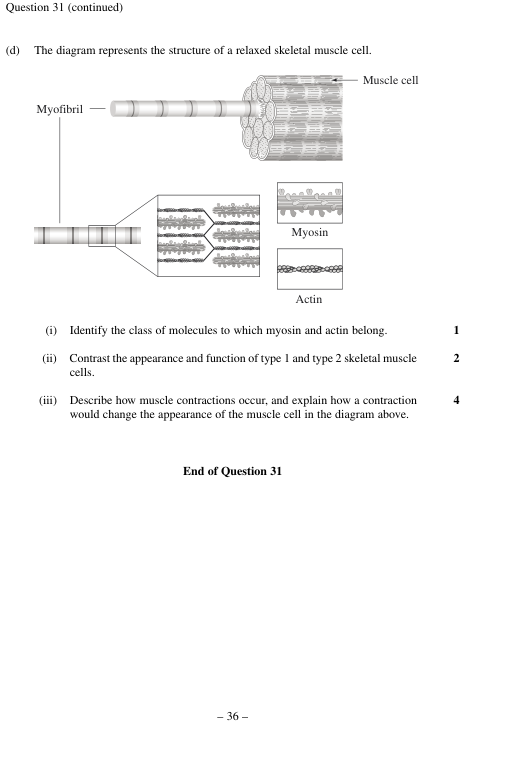 Question 31 (continued)
(d) The diagram represents the structure of a relaxed skeletal muscle cell.
Muscle cell
Myofibril
Myosin
Actin
(i) Identify the class of molecules to which myosin and actin belong. 1
(ii) Contrast the appearance and function of type 1 and type 2 skeletal muscle 2
cells.
(iii) Describe how muscle contractions occur, and explain how a contraction 4
would change the appearance of the muscle cell in the diagram above.
End of Question 31
– 36 –